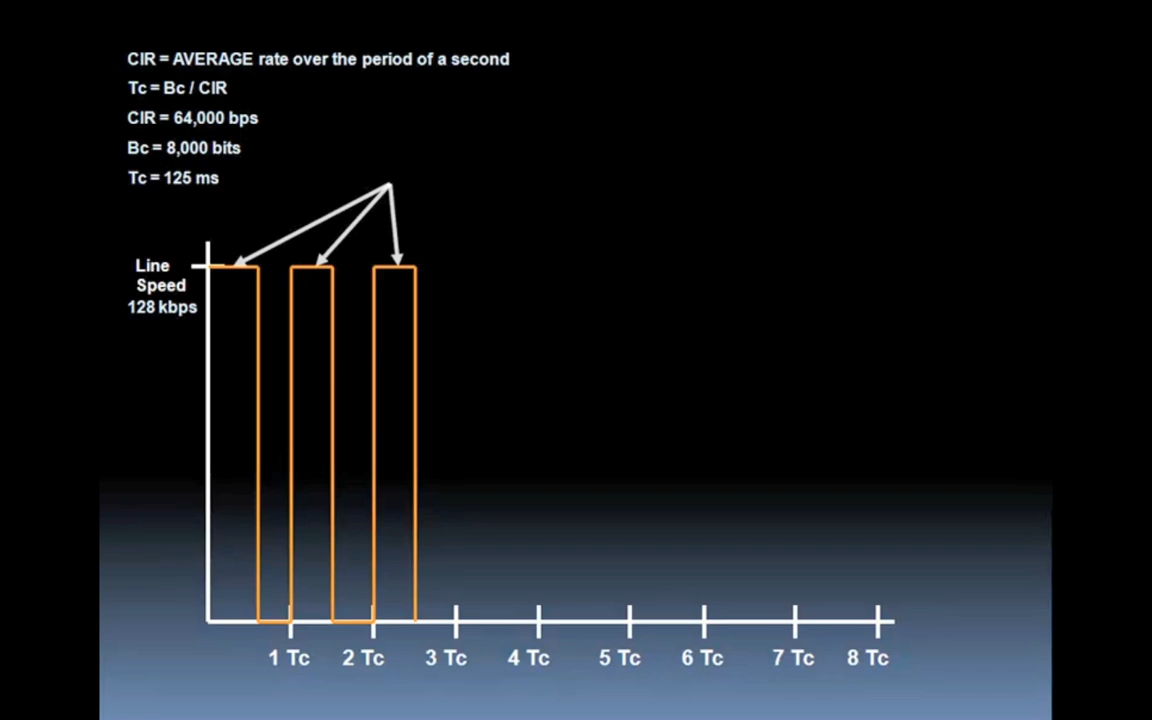 CIR = AVERAGE rate over the period of a second
Tc = Bc / CIR
CIR = 64,000 bps
Bc = 8,000 bits
Tc = 125 ms
Line
Speed
128 kbps
1 Tc 2 Tc 3 Tc 4 Tc 5 Tc 6 Tc 7 Tc 8 Tc